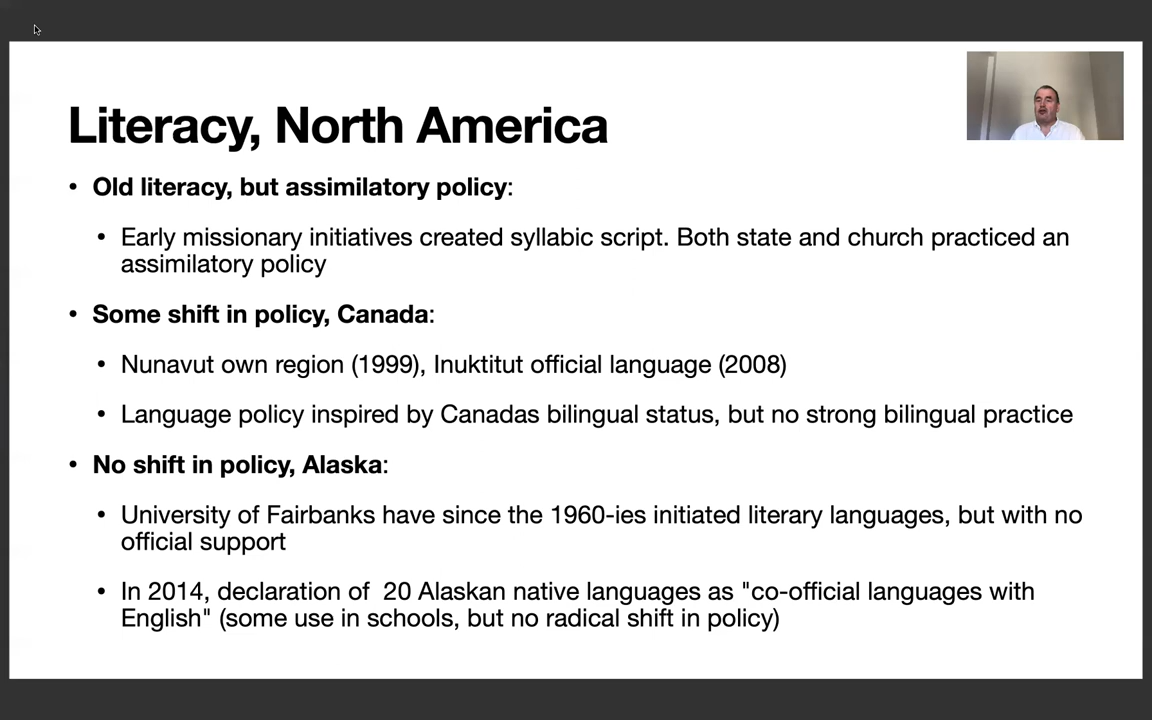 Literacy, North America
• Old literacy, but assimilatory policy:
• Early missionary initiatives created syllabic script. Both state and church practiced an
assimilatory policy
• Some shift in policy, Canada:
• Nunavut own region (1999), Inuktitut official language (2008)
• Language policy inspired by Canadas bilingual status, but no strong bilingual practice
• No shift in policy, Alaska:
• University of Fairbanks have since the 1960-ies initiated literary languages, but with no
official support
• In 2014, declaration of  20 Alaskan native languages as "co-official languages with
English" (some use in schools, but no radical shift in policy)